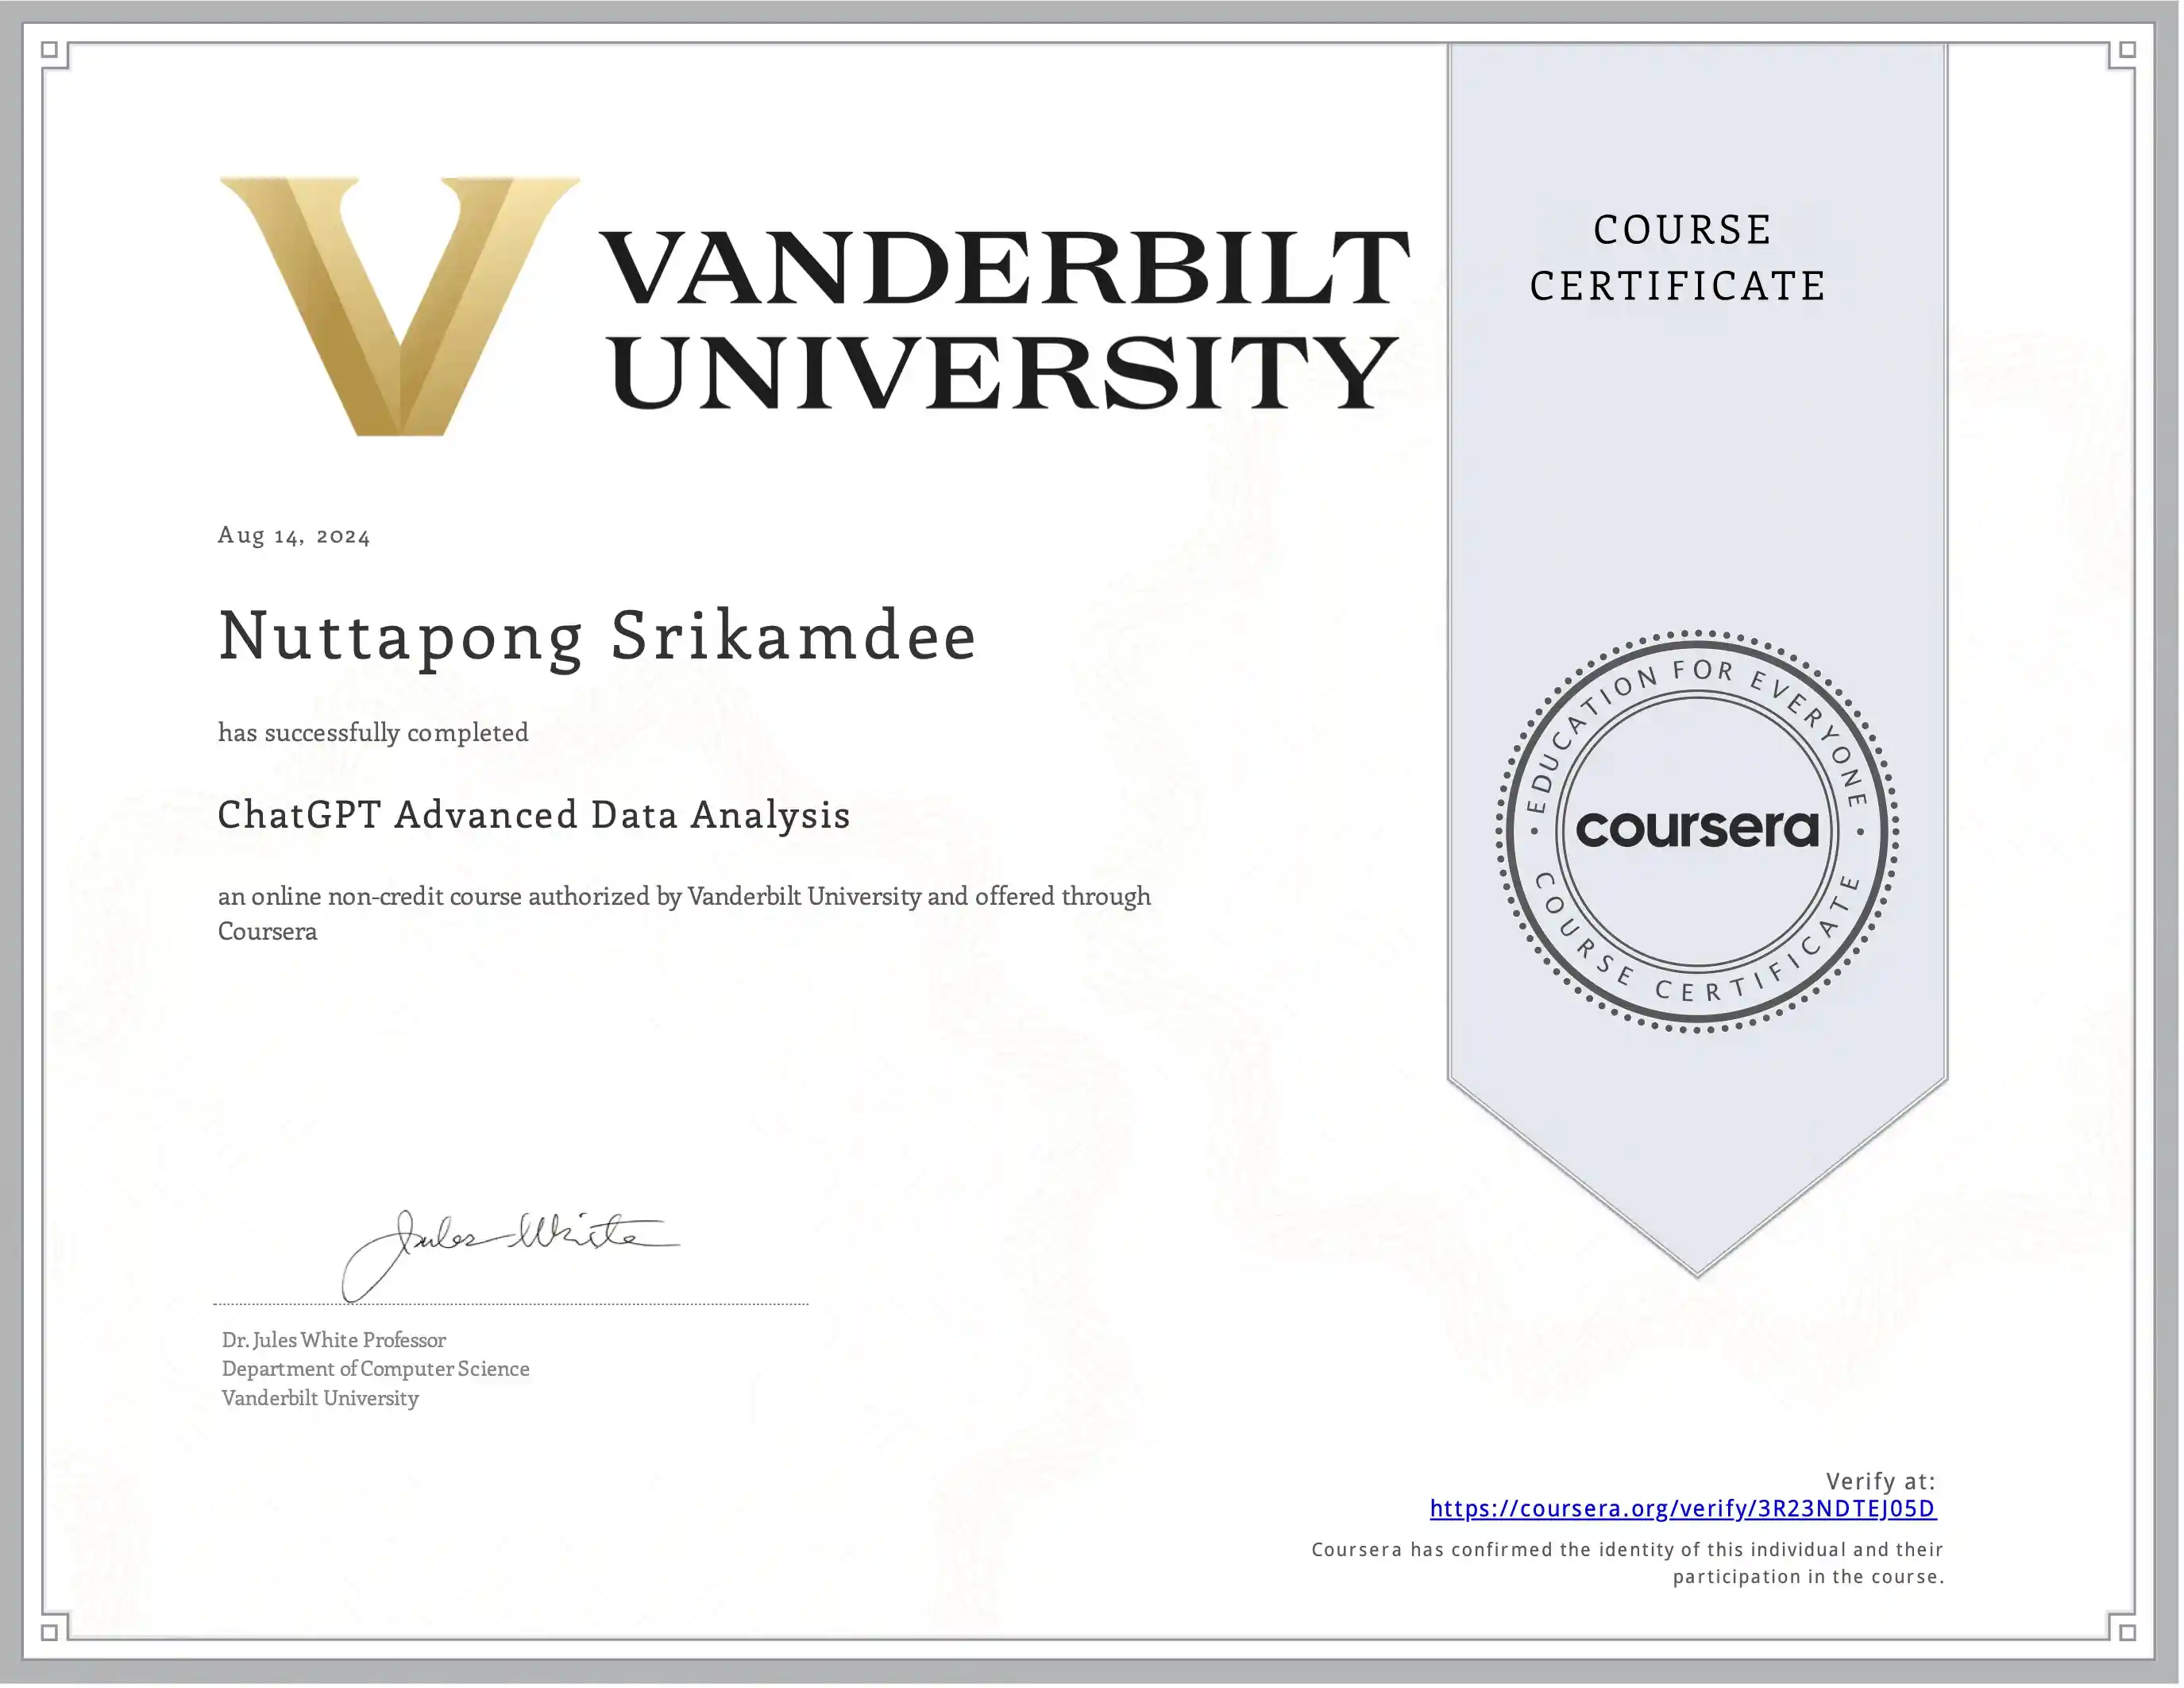 VANDERBILT
UNIVERSITY
COURSE
CERTIFICATE
Aug 14, 2024
Nuttapong Srikamdee
has successfully completed
ChatGPT Advanced Data Analysis
an online non-credit course authorized by Vanderbilt University and offered through
Coursera
EDUCATION FOR EVERYONE
coursera
COURSE CERTIFICATE
Jules White
Dr. Jules White Professor
Department of Computer Science
Vanderbilt University
Verify at:
https://coursera.org/verify/3R23NDTEJ05D
Coursera has confirmed the identity of this individual and their
participation in the course.